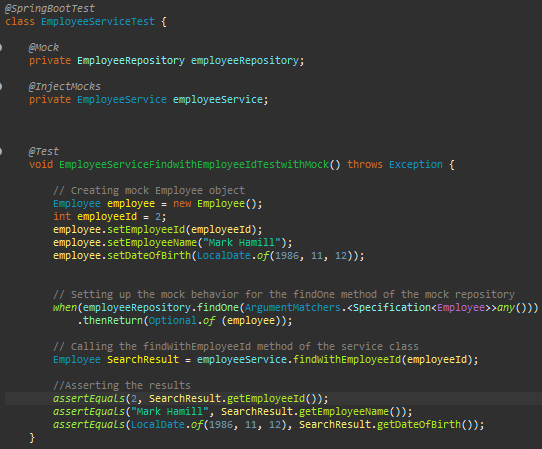 @SpringBootTest
class EmployeeServiceTest {
@Mock
private EmployeeRepository employeeRepository;
@InjectMocks
private EmployeeService employeeService;
@Test
void EmployeeServiceFindwithEmployeeIdTestwithMock() throws Exception {
// Creating mock Employee object
Employee employee = new Employee();
int employeeId = 2;
employee.setEmployeeId(employeeId);
employee.setEmployeeName("Mark Hamill");
employee.setDateOfBirth(LocalDate.of(1986, 11, 12));
// Setting up the mock behavior for the findOne method of the mock repository
when(employeeRepository.findOne(ArgumentMatchers.<Specification<Employee>>any()))
.thenReturn(Optional.of (employee));
// Calling the findWithEmployeeId method of the service class
Employee SearchResult = employeeService.findWithEmployeeId(employeeId);
//Asserting the results
assertEquals(2, SearchResult.getEmployeeId());
assertEquals("Mark Hamill", SearchResult.getEmployeeName());
assertEquals(LocalDate.of(1986, 11, 12), SearchResult.getDateOfBirth());
}